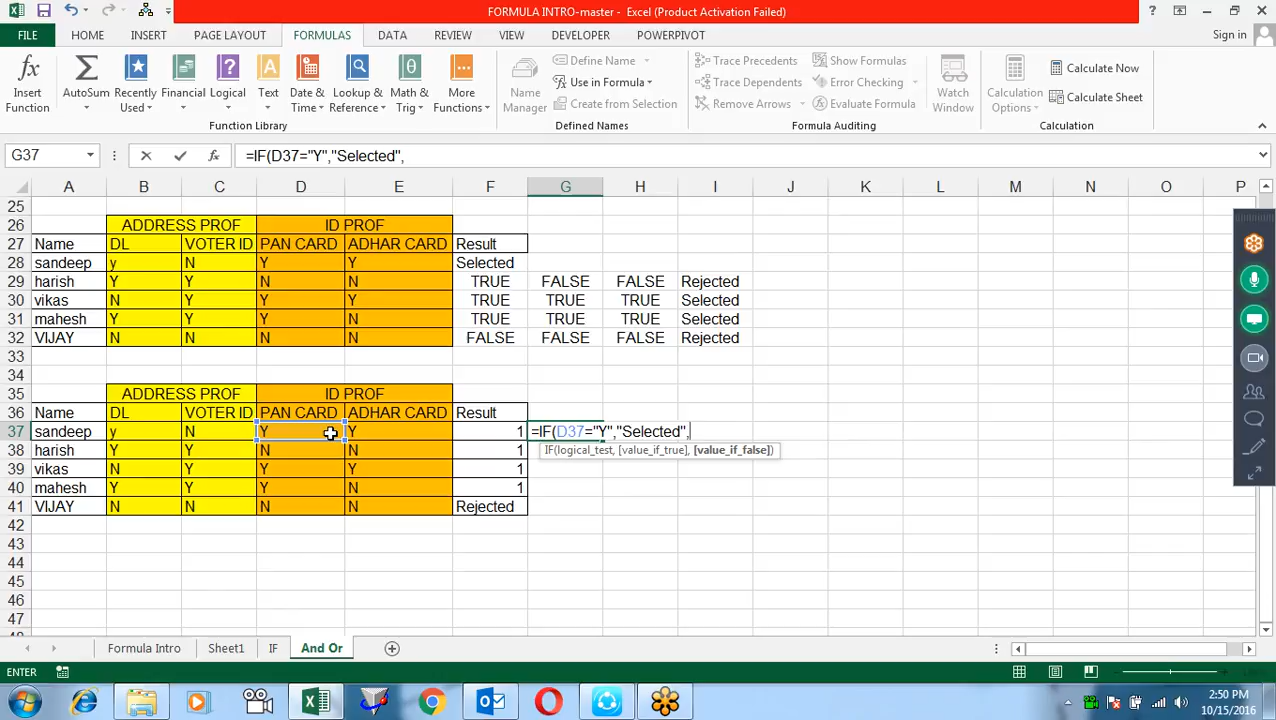 FORMULA INTRO-master - Excel (Product Activation Failed)
FILE HOME INSERT PAGE LAYOUT FORMULAS DATA REVIEW VIEW DEVELOPER POWERPIVOT Sign in
Insert Function
AutoSum
Recently Used
Financial
Logical
Text
Date & Time
Lookup & Reference
Math & Trig
More Functions
Function Library
Name Manager
Define Name
Use in Formula
Create from Selection
Defined Names
Trace Precedents
Trace Dependents
Remove Arrows
Show Formulas
Error Checking
Evaluate Formula
Formula Auditing
Watch Window
Calculation Options
Calculate Now
Calculate Sheet
Calculation
G37 fx =IF(D37="Y","Selected",
A B C D E F G H I J K L M N O P
25
26 ADDRESS PROF ID PROF
27 Name DL VOTER ID PAN CARD ADHAR CARD Result
28 sandeep y N Y Y Selected
29 harish Y Y N N TRUE FALSE FALSE Rejected
30 vikas N Y Y Y TRUE TRUE TRUE Selected
31 mahesh Y Y Y N TRUE TRUE TRUE Selected
32 VIJAY N N N N FALSE FALSE FALSE Rejected
33
34
35 ADDRESS PROF ID PROF
36 Name DL VOTER ID PAN CARD ADHAR CARD Result
37 sandeep y N Y Y 1 =IF(D37="Y","Selected",
IF(logical_test, [value_if_true], [value_if_false])
38 harish Y Y N N 1
39 vikas N Y Y Y 1
40 mahesh Y Y Y N 1
41 VIJAY N N N N Rejected
42
43
44
45
46
47
Formula Intro Sheet1 IF And Or
ENTER
2:50 PM
10/15/2016